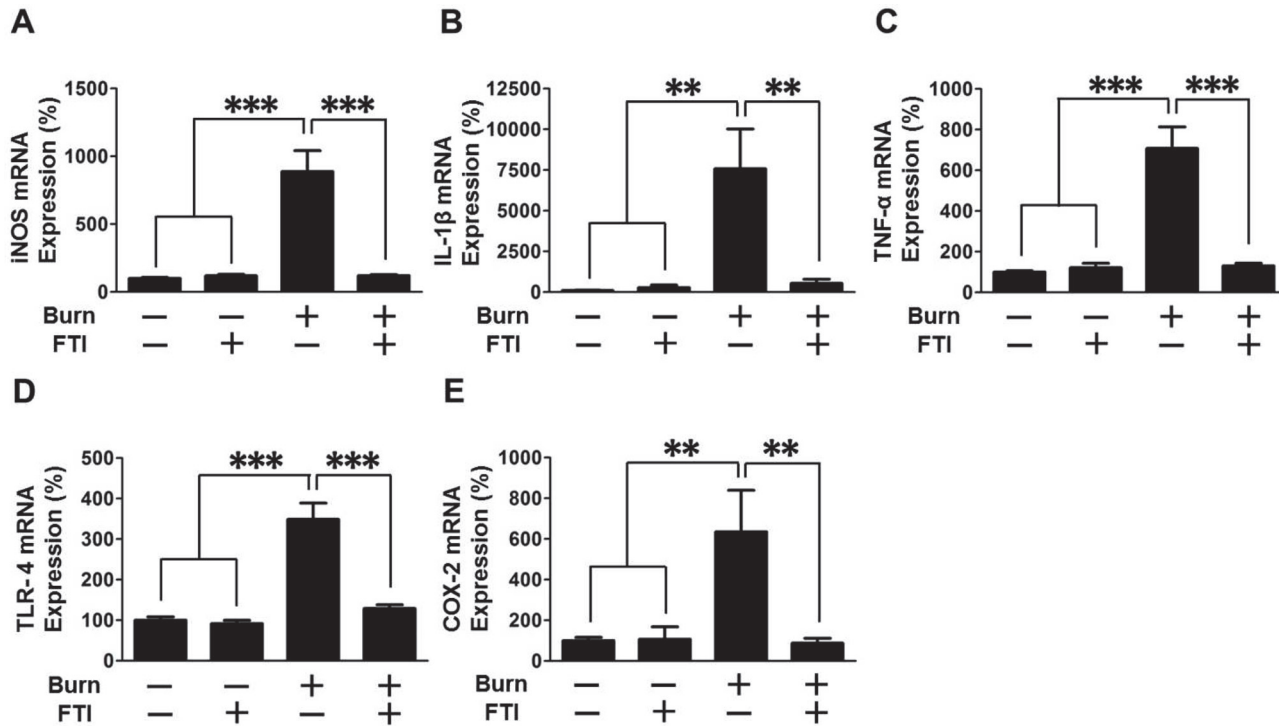 A
iNOS mRNA
Expression (%)
1500
1000
500
0
*** ***
Burn − − + +
FTI − + − +
B
IL-1β mRNA
Expression (%)
12500
10000
7500
5000
2500
0
** **
Burn − − + +
FTI − + − +
C
TNF-α mRNA
Expression (%)
1000
800
600
400
200
0
*** ***
Burn − − + +
FTI − + − +
D
TLR- 4 mRNA
Expression (%)
500
400
300
200
100
0
*** ***
Burn − − + +
FTI − + − +
E
COX-2 mRNA
Expression (%)
1000
800
600
400
200
0
** **
Burn − − + +
FTI − + − +